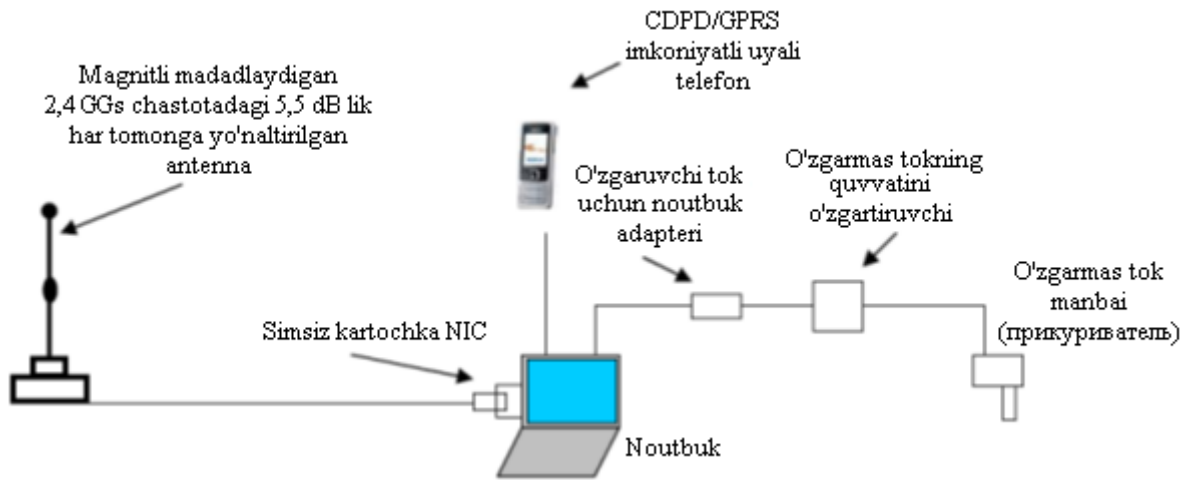 CDPD/GPRS
imkoniyatli uyali
telefon
Magnitli madadlaydigan
2,4 GGs chastotadagi 5,5 dB lik
har tomonga yo'naltirilgan
antenna
O'zgaruvchi tok
uchun noutbuk
adapteri
O'zgarmas tokning
quvvatini
o'zgartiruvchi
O'zgarmas tok
manbai
(прикуриватель)
Simsiz kartochka NIC
Noutbuk